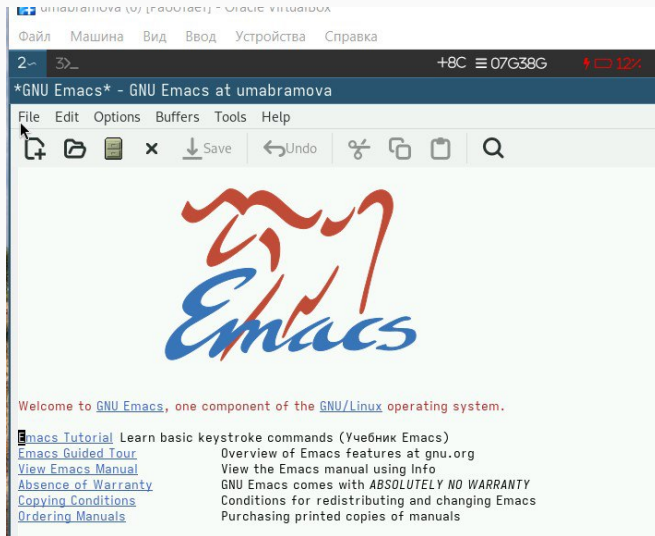 umabramova (0) [Работает] - Oracle VirtualBox
Файл Машина Вид Ввод Устройства Справка
2 3>_ +8C ☰ 07G38G 12%
*GNU Emacs* - GNU Emacs at umabramova
File Edit Options Buffers Tools Help
Save Undo
Emacs
Welcome to GNU Emacs, one component of the GNU/Linux operating system.
Emacs Tutorial Learn basic keystroke commands (Учебник Emacs)
Emacs Guided Tour Overview of Emacs features at gnu.org
View Emacs Manual View the Emacs manual using Info
Absence of Warranty GNU Emacs comes with ABSOLUTELY NO WARRANTY
Copying Conditions Conditions for redistributing and changing Emacs
Ordering Manuals Purchasing printed copies of manuals